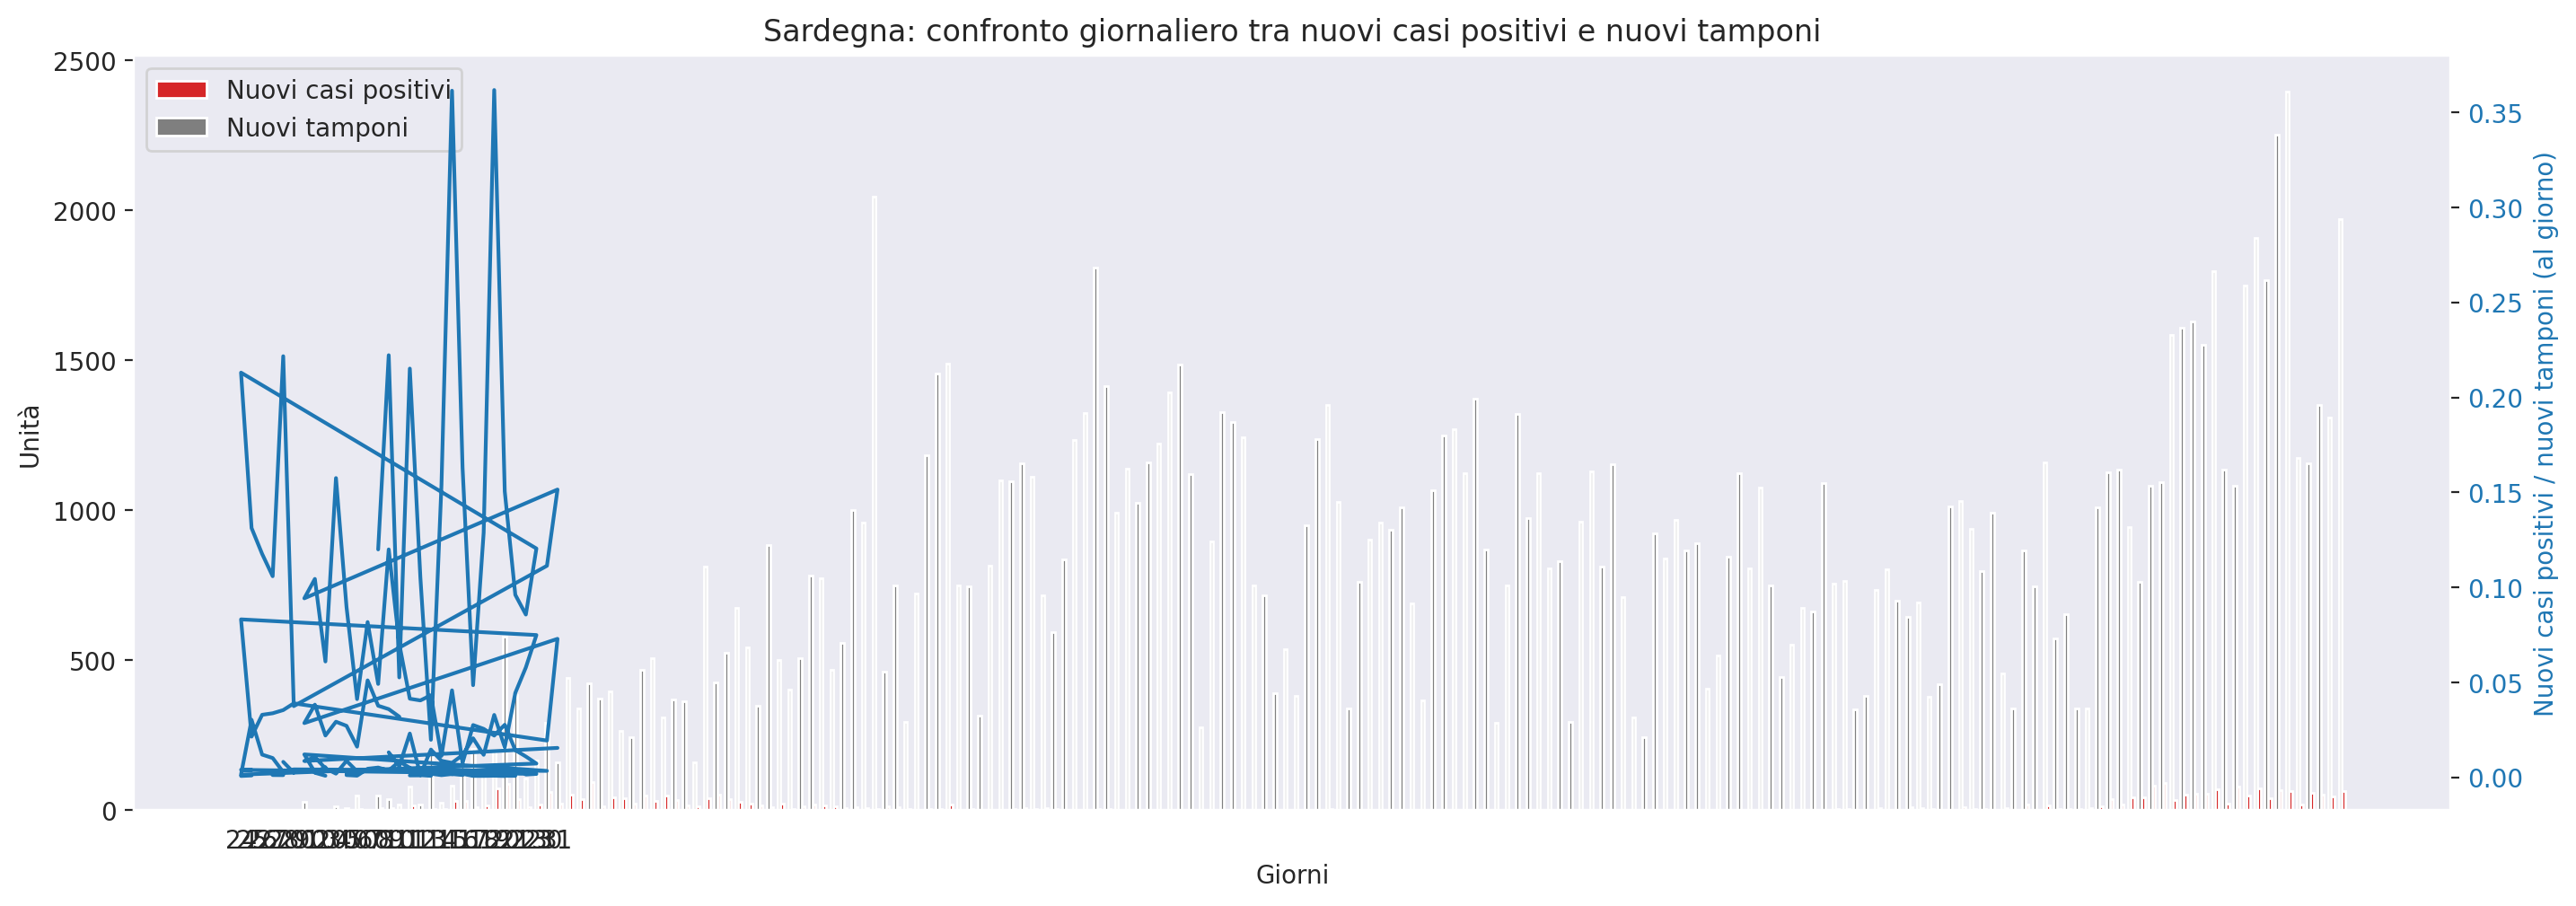 Sardegna: confronto giornaliero tra nuovi casi positivi e nuovi tamponi
Nuovi casi positivi
Nuovi tamponi
2500
2000
1500
1000
500
0
Unità
0.35
0.30
0.25
0.20
0.15
0.10
0.05
0.00
Nuovi casi positivi / nuovi tamponi (al giorno)
Giorni